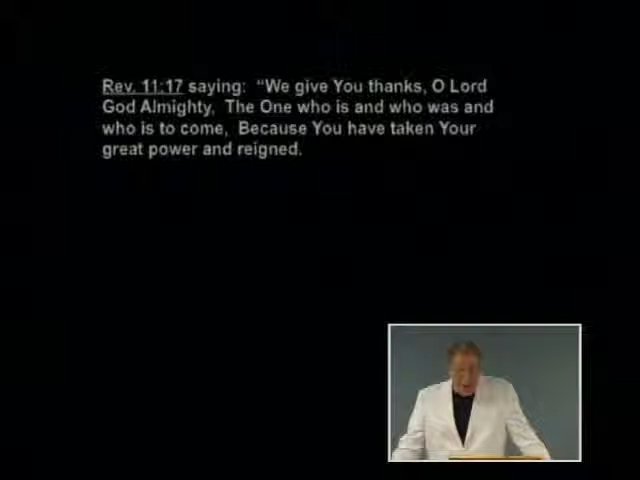 Rev. 11:17 saying:  “We give You thanks, O Lord
God Almighty,  The One who is and who was and
who is to come,  Because You have taken Your
great power and reigned.